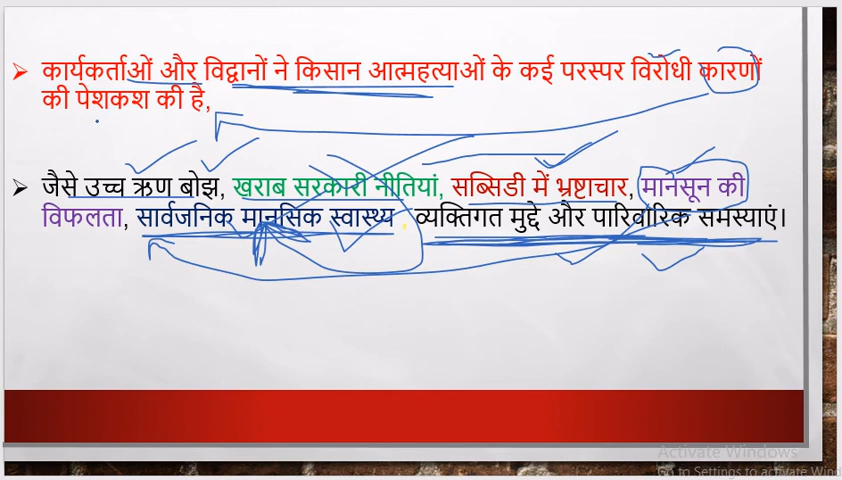 कार्यकर्ताओं और विद्वानों ने किसान आत्महत्याओं के कई परस्पर विरोधी कारणों
की पेशकश की है,
जैसे उच्च ऋण बोझ, खराब सरकारी नीतियां, सब्सिडी में भ्रष्टाचार, मानसून की
विफलता, सार्वजनिक मानसिक स्वास्थ्य , व्यक्तिगत मुद्दे और पारिवारिक समस्याएं।
Activate Windows
Go to Settings to activate Wind